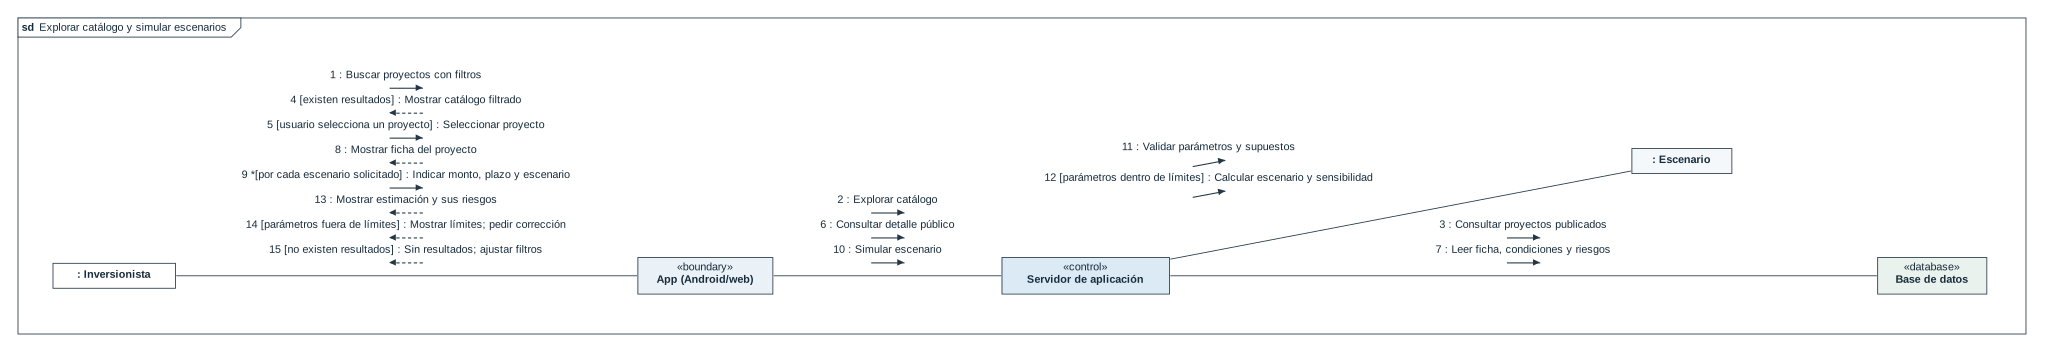 sd Explorar catálogo y simular escenarios
1 : Buscar proyectos con filtros
4 [existen resultados] : Mostrar catálogo filtrado
5 [usuario selecciona un proyecto] : Seleccionar proyecto
8 : Mostrar ficha del proyecto
9 *[por cada escenario solicitado] : Indicar monto, plazo y escenario
13 : Mostrar estimación y sus riesgos
14 [parámetros fuera de límites] : Mostrar límites; pedir corrección
15 [no existen resultados] : Sin resultados; ajustar filtros
: Inversionista
«boundary»
App (Android/web)
2 : Explorar catálogo
6 : Consultar detalle público
10 : Simular escenario
«control»
Servidor de aplicación
11 : Validar parámetros y supuestos
12 [parámetros dentro de límites] : Calcular escenario y sensibilidad
: Escenario
3 : Consultar proyectos publicados
7 : Leer ficha, condiciones y riesgos
«database»
Base de datos